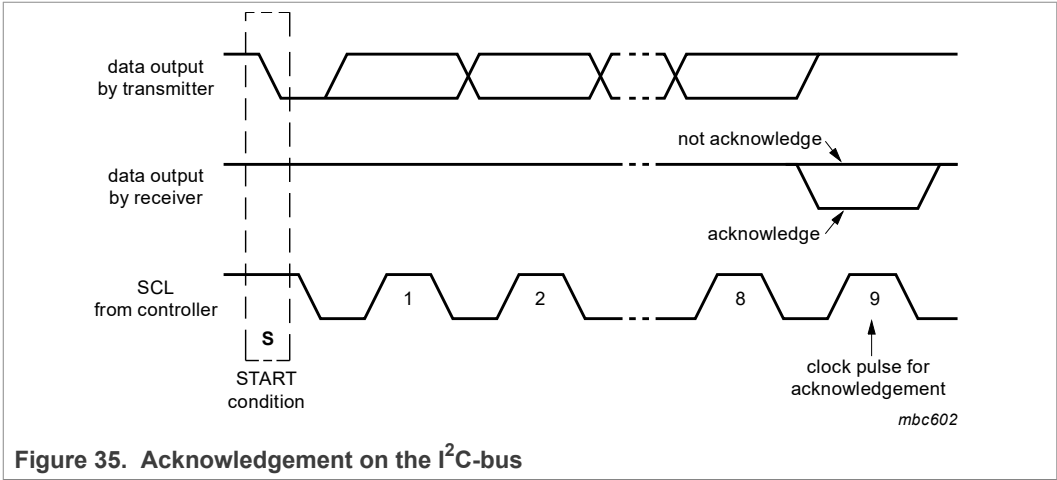 data output
by transmitter
not acknowledge
data output
by receiver
acknowledge
SCL
from controller
1
2
8
9
S
START
condition
clock pulse for
acknowledgement
mbc602
Figure 35. Acknowledgement on the I²C-bus